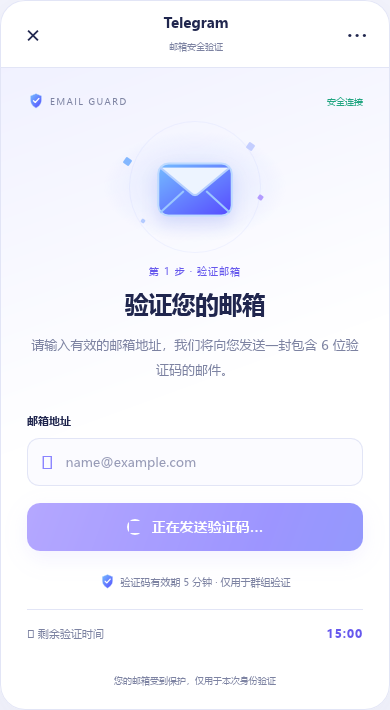 Telegram
邮箱安全验证
EMAIL GUARD
安全连接
第 1 步 · 验证邮箱
验证您的邮箱
请输入有效的邮箱地址，我们将向您发送一封包含 6 位验
证码的邮件。
邮箱地址
name@example.com
正在发送验证码...
验证码有效期 5 分钟 · 仅用于群组验证
剩余验证时间
15:00
您的邮箱受到保护，仅用于本次身份验证